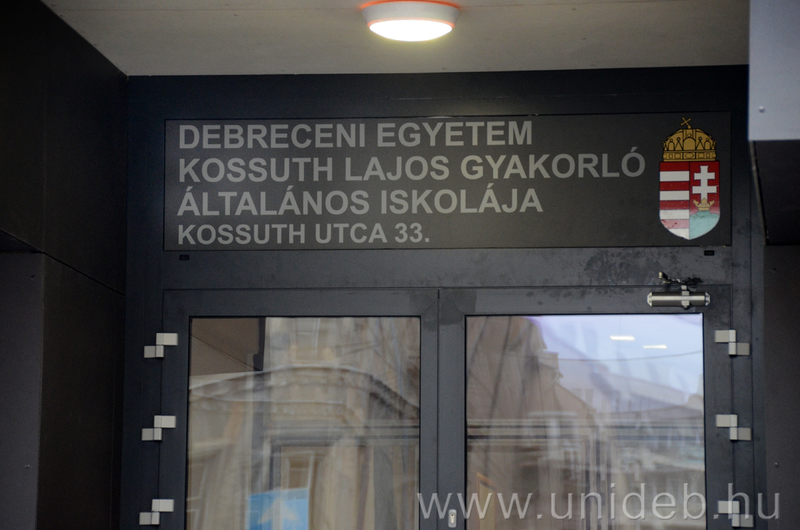 DEBRECENI EGYETEM
KOSSUTH LAJOS GYAKORLÓ
ÁLTALÁNOS ISKOLÁJA
KOSSUTH UTCA 33.
www.unideb.hu